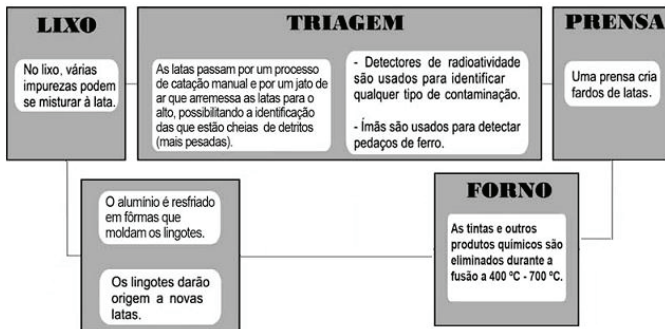 LIXO
No lixo, várias
impurezas podem
se misturar à lata.
TRIAGEM
As latas passam por um processo
de catação manual e por um jato de
ar que arremessa as latas para o
alto, possibilitando a identificação
das que estão cheias de detritos
(mais pesadas).
- Detectores de radioatividade
são usados para identificar
qualquer tipo de contaminação.
- Ímãs são usados para detectar
pedaços de ferro.
PRENSA
Uma prensa cria
fardos de latas.
FORNO
As tintas e outros
produtos químicos são
eliminados durante a
fusão a 400 ºC - 700 ºC.
O alumínio é resfriado
em fôrmas que
moldam os lingotes.
Os lingotes darão
origem a novas
latas.